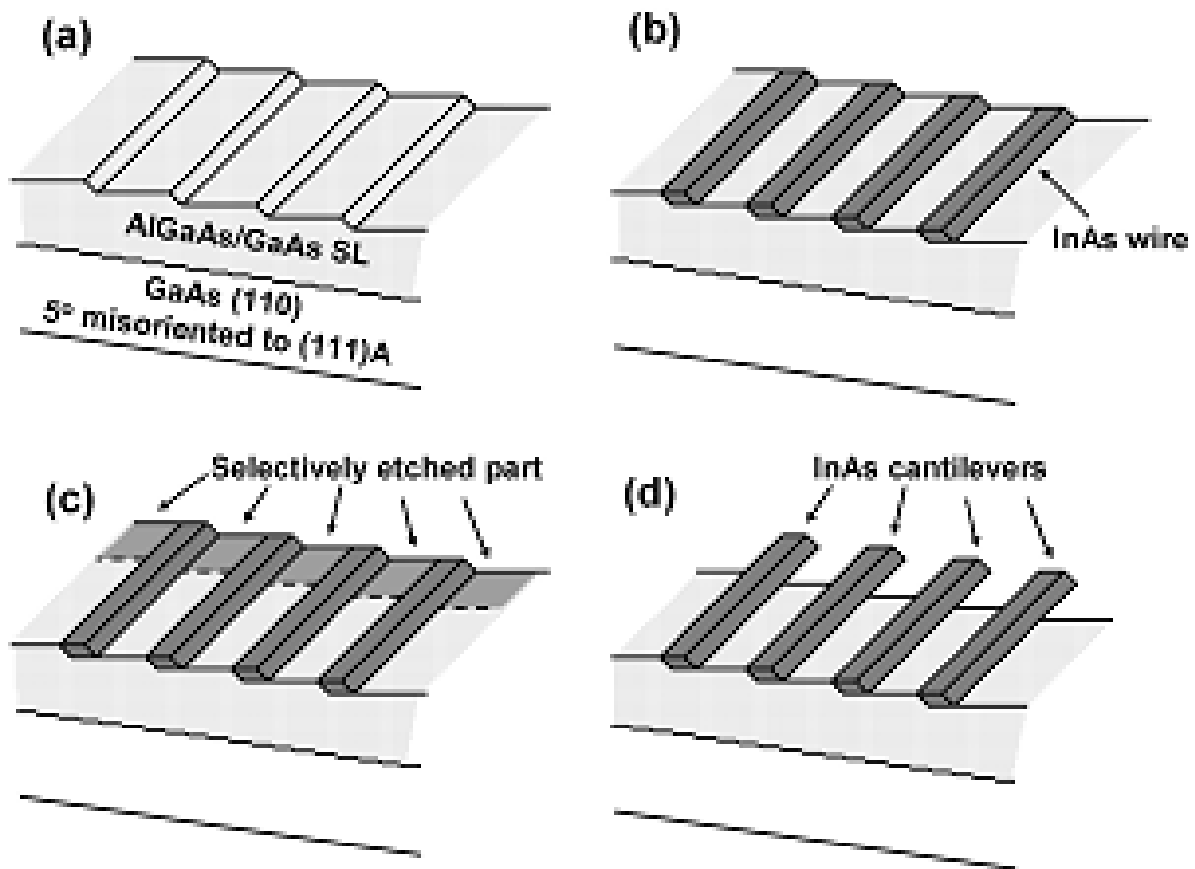 (a)
AlGaAs/GaAs SL
GaAs (110)
5° misoriented to (111)A
(b)
InAs wire
(c)
Selectively etched part
(d)
InAs cantilevers